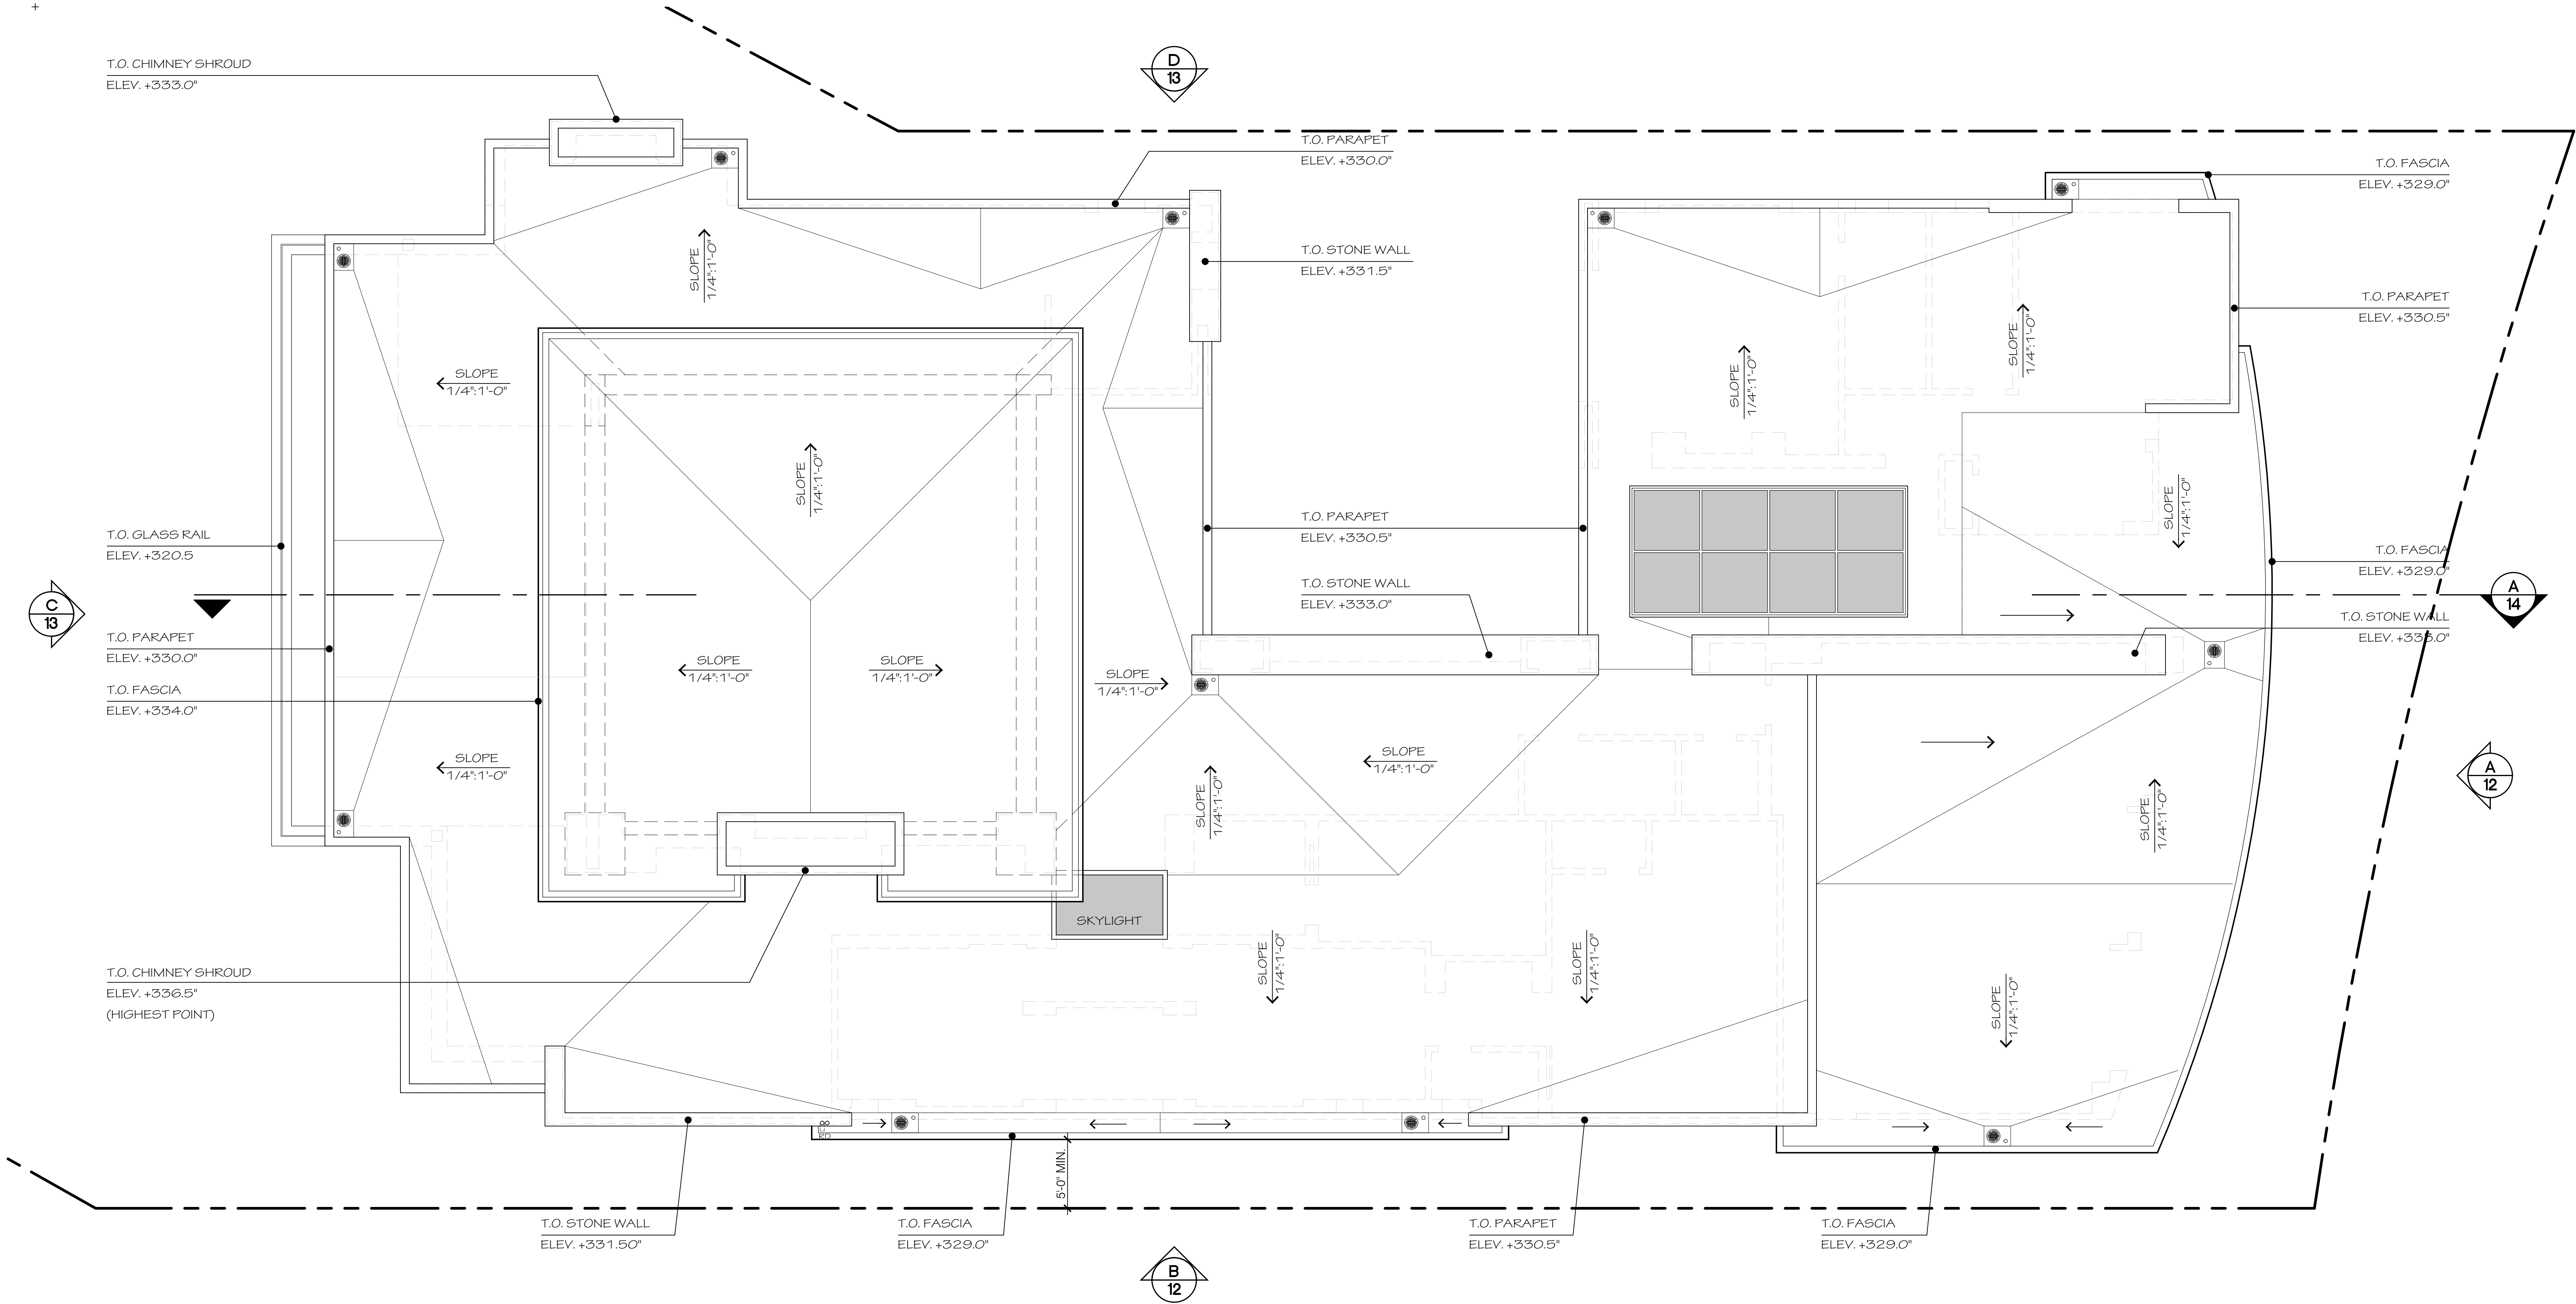 D
13
T.O. CHIMNEY SHROUD
ELEV. +333.0"
T.O. PARAPET
ELEV. +330.0"
T.O. FASCIA
ELEV. +329.0"
T.O. STONE WALL
ELEV. +331.5"
SLOPE
1/4":1'-0"
T.O. PARAPET
ELEV. +330.5"
SLOPE
1/4":1'-0"
SLOPE
1/4":1'-0"
SLOPE
1/4":1'-0"
SLOPE
1/4":1'-0"
SLOPE
1/4":1'-0"
T.O. GLASS RAIL
ELEV. +320.5
T.O. PARAPET
ELEV. +330.5"
T.O. FASCIA
ELEV. +329.0"
T.O. STONE WALL
ELEV. +333.0"
C
13
A
14
T.O. STONE WALL
ELEV. +333.0"
T.O. PARAPET
ELEV. +330.0"
SLOPE
1/4":1'-0"
SLOPE
1/4":1'-0"
SLOPE
1/4":1'-0"
T.O. FASCIA
ELEV. +334.0"
SLOPE
1/4":1'-0"
SLOPE
1/4":1'-0"
SLOPE
1/4":1'-0"
SLOPE
1/4":1'-0"
A
12
SKYLIGHT
T.O. CHIMNEY SHROUD
ELEV. +336.5"
(HIGHEST POINT)
SLOPE
1/4":1'-0"
SLOPE
1/4":1'-0"
SLOPE
1/4":1'-0"
5'-0" MIN.
T.O. STONE WALL
ELEV. +331.50"
T.O. FASCIA
ELEV. +329.0"
T.O. PARAPET
ELEV. +330.5"
T.O. FASCIA
ELEV. +329.0"
B
12